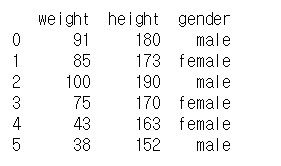 weight height gender
0 91 180 male
1 85 173 female
2 100 190 male
3 75 170 female
4 43 163 female
5 38 152 male